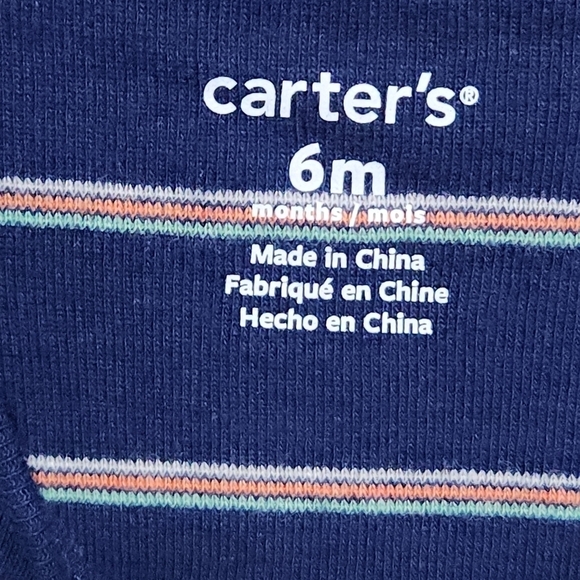 carter's®
6m
months / mois
Made in China
Fabriqué en Chine
Hecho en China